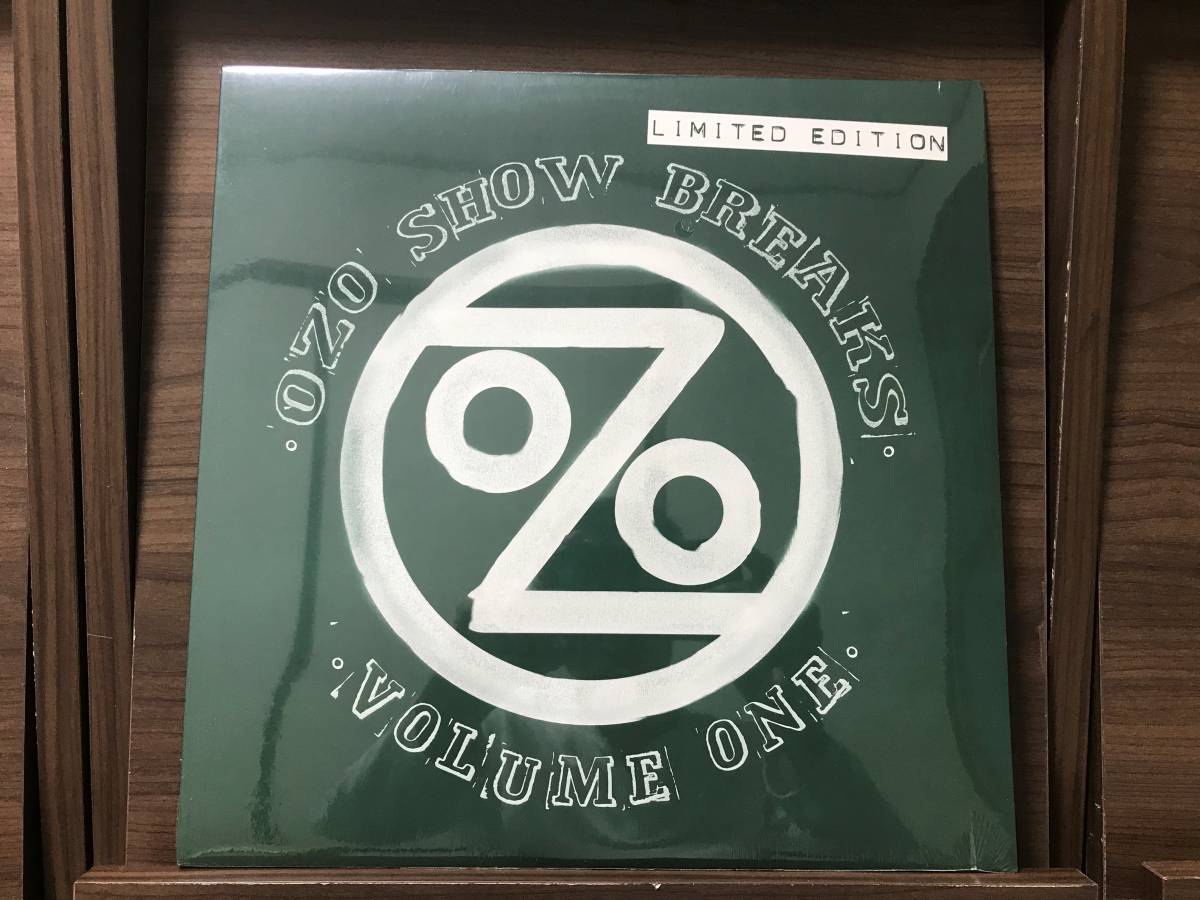 LIMITED EDITION
OZO SHOW BREAKS
OZO
VOLUME ONE